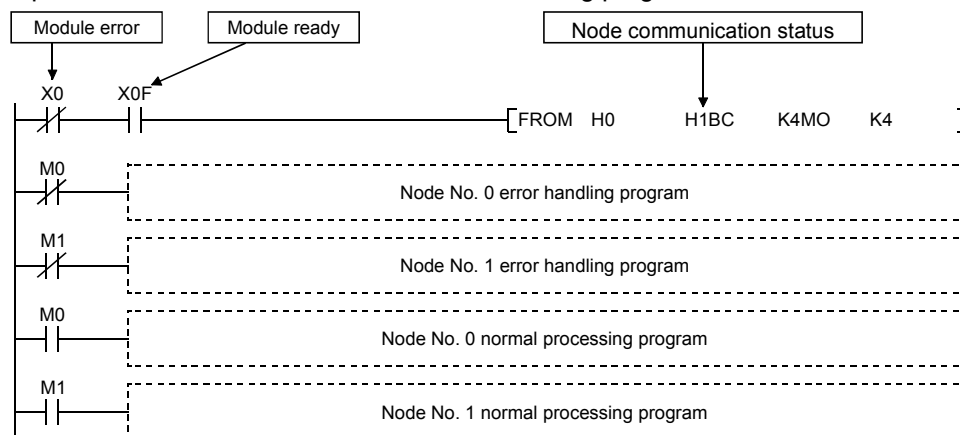 Module error Module ready Node communication status
X0 X0F
FROM H0 H1BC K4MO K4
M0
Node No. 0 error handling program
M1
Node No. 1 error handling program
M0
Node No. 0 normal processing program
M1
Node No. 1 normal processing program